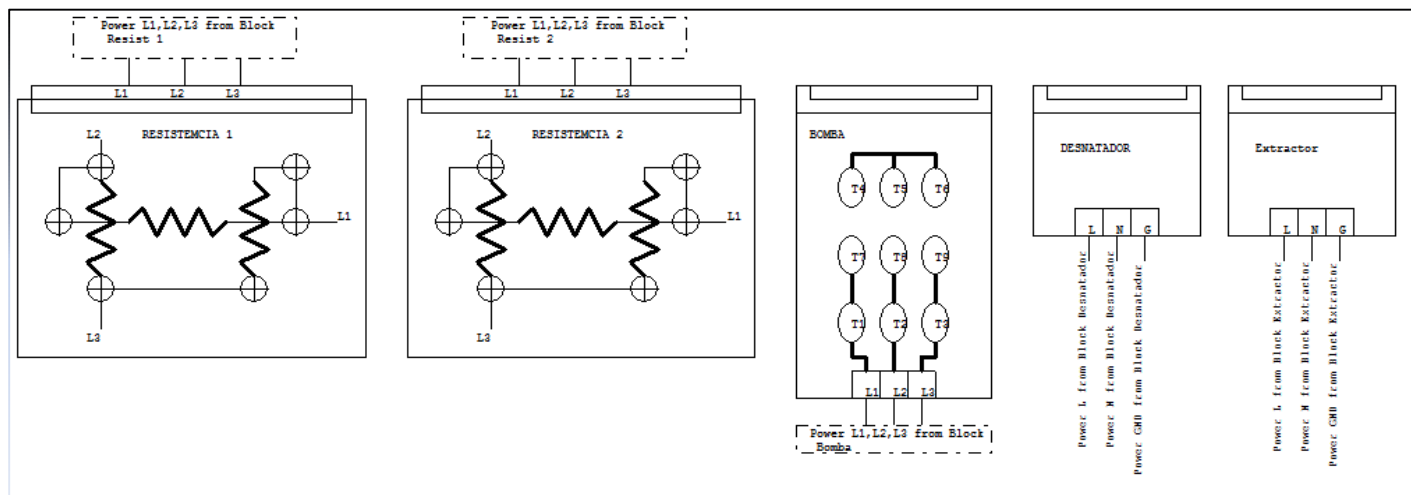 Power L1,L2,L3 from Block
Resist 1
L1 L2 L3
RESISTEMCIA 1
L2
L1
L3
Power L1,L2,L3 from Block
Resist 2
L1 L2 L3
RESISTEMCIA 2
L2
L1
L3
BOMBA
T4 T5 T6
T7 T8 T9
T1 T2 T3
L1 L2 L3
Power L1,L2,L3 from Block
Bomba
DESNATADOR
L N G
Power L from Block Desnatador
Power N from Block Desnatador
Power GND from Block Desnatador
Extractor
L N G
Power L from Block Extractor
Power N from Block Extractor
Power GND from Block Extractor